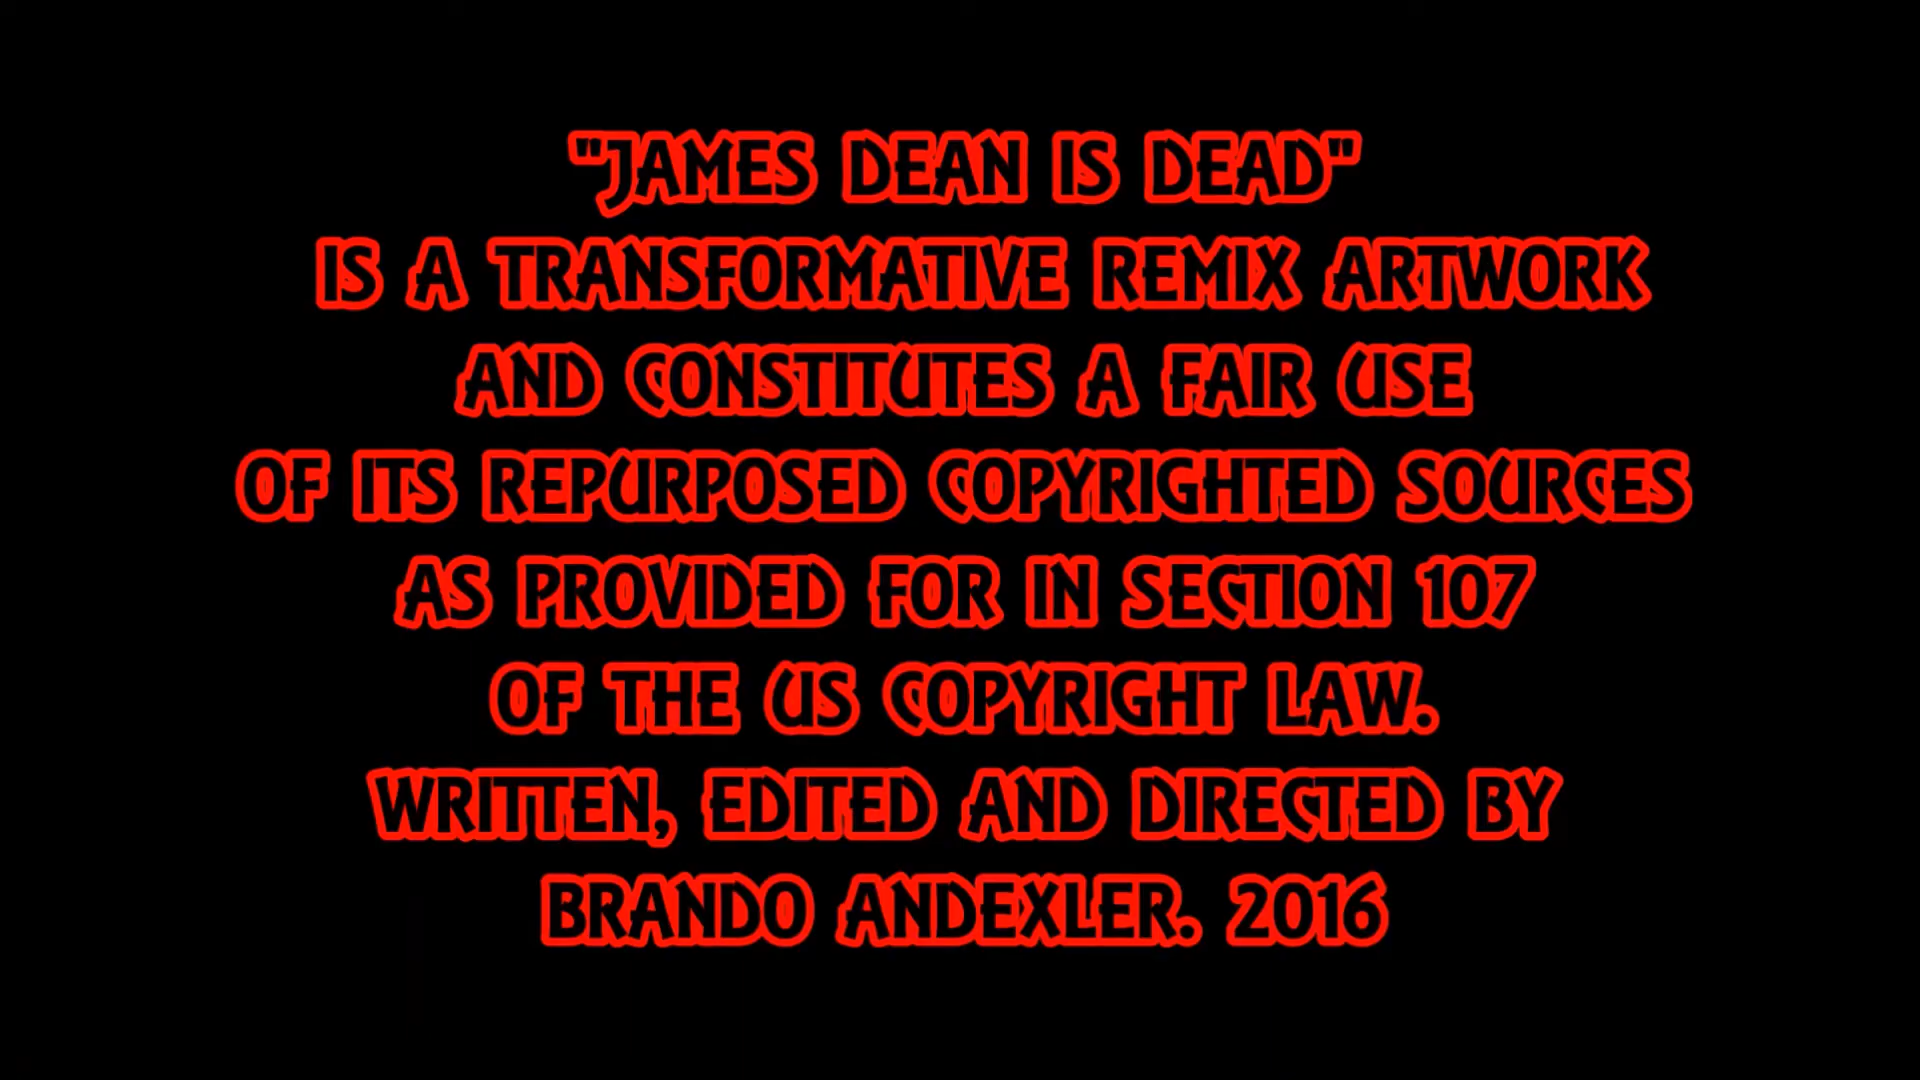 "JAMES DEAN IS DEAD"
IS A TRANSFORMATIVE REMIX ARTWORK
AND CONSTITUTES A FAIR USE
OF ITS REPURPOSED COPYRIGHTED SOURCES
AS PROVIDED FOR IN SECTION 107
OF THE US COPYRIGHT LAW.
WRITTEN, EDITED AND DIRECTED BY
BRANDO ANDEXLER. 2016